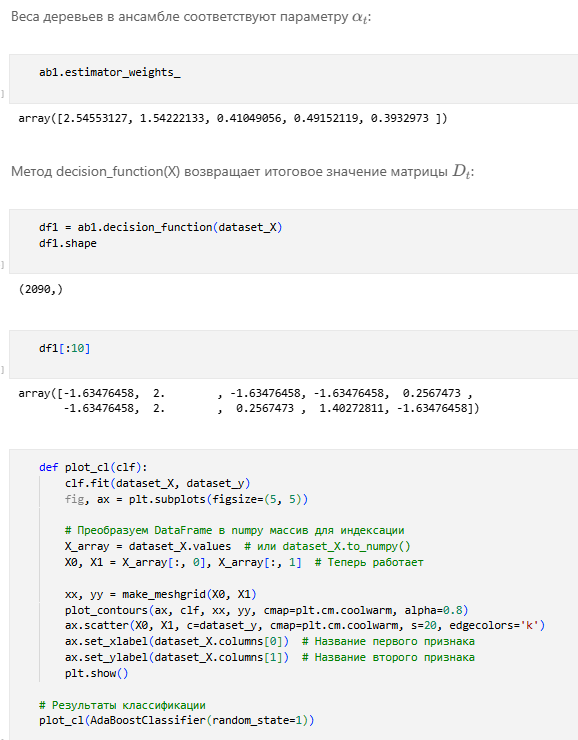 Веса деревьев в ансамбле соответствуют параметру αₜ:
ab1.estimator_weights_
array([2.54553127, 1.54222133, 0.41049056, 0.49152119, 0.3932973 ])
Метод decision_function(X) возвращает итоговое значение матрицы Dₜ:
df1 = ab1.decision_function(dataset_X)
df1.shape
(2090,)
df1[:10]
array([-1.63476458,  2.        , -1.63476458, -1.63476458,  0.2567473 ,
       -1.63476458,  2.        ,  0.2567473 ,  1.40272811, -1.63476458])
def plot_cl(clf):
    clf.fit(dataset_X, dataset_y)
    fig, ax = plt.subplots(figsize=(5, 5))
    # Преобразуем DataFrame в numpy массив для индексации
    X_array = dataset_X.values  # или dataset_X.to_numpy()
    X0, X1 = X_array[:, 0], X_array[:, 1]  # Теперь работает
    xx, yy = make_meshgrid(X0, X1)
    plot_contours(ax, clf, xx, yy, cmap=plt.cm.coolwarm, alpha=0.8)
    ax.scatter(X0, X1, c=dataset_y, cmap=plt.cm.coolwarm, s=20, edgecolors='k')
    ax.set_xlabel(dataset_X.columns[0])  # Название первого признака
    ax.set_ylabel(dataset_X.columns[1])  # Название второго признака
    plt.show()
# Результаты классификации
plot_cl(AdaBoostClassifier(random_state=1))